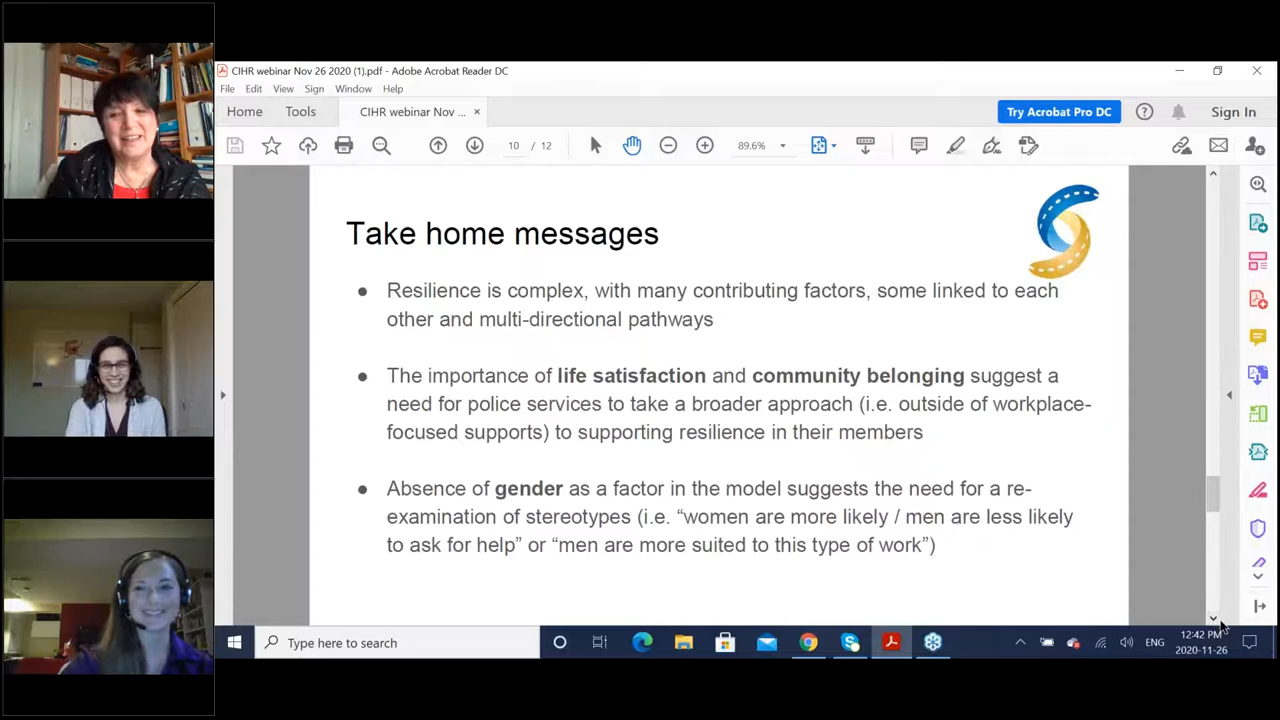 CIHR webinar Nov 26 2020 (1).pdf - Adobe Acrobat Reader DC
File Edit View Sign Window Help
Home Tools CIHR webinar Nov ... × Try Acrobat Pro DC Sign In
10 / 12 89.6%
Take home messages
● Resilience is complex, with many contributing factors, some linked to each
other and multi-directional pathways
● The importance of life satisfaction and community belonging suggest a
need for police services to take a broader approach (i.e. outside of workplace-
focused supports) to supporting resilience in their members
● Absence of gender as a factor in the model suggests the need for a re-
examination of stereotypes (i.e. “women are more likely / men are less likely
to ask for help” or “men are more suited to this type of work”)
Type here to search ENG 12:42 PM
2020-11-26